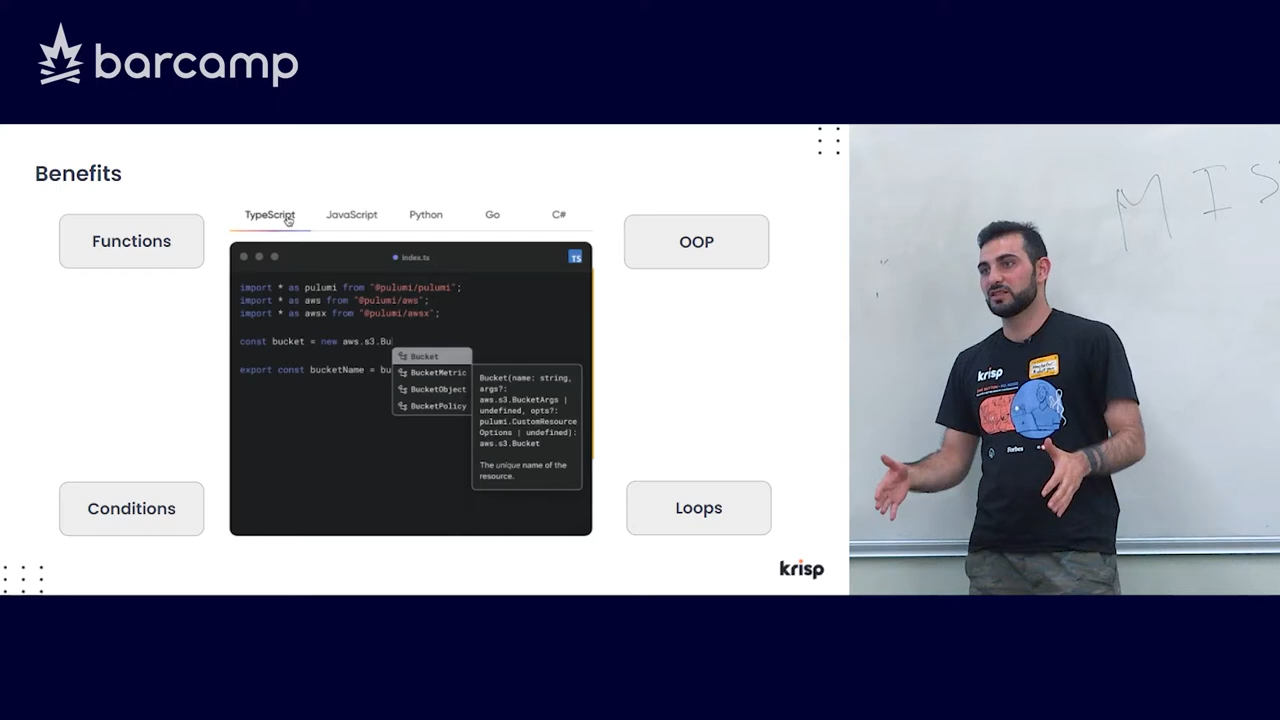 barcamp
Benefits
Functions
TypeScript JavaScript Python Go C#
OOP
index.ts
TS
import * as pulumi from "@pulumi/pulumi";
import * as aws from "@pulumi/aws";
import * as awsx from "@pulumi/awsx";
const bucket = new aws.s3.Bu
export const bucketName = bu
Bucket
BucketMetric
BucketObject
BucketPolicy
Bucket(name: string,
args?:
aws.s3.BucketArgs |
undefined, opts?:
pulumi.CustomResource
Options | undefined):
aws.s3.Bucket
The unique name of the
resource.
Conditions
Loops
krisp
MIS
krisp
Forbes